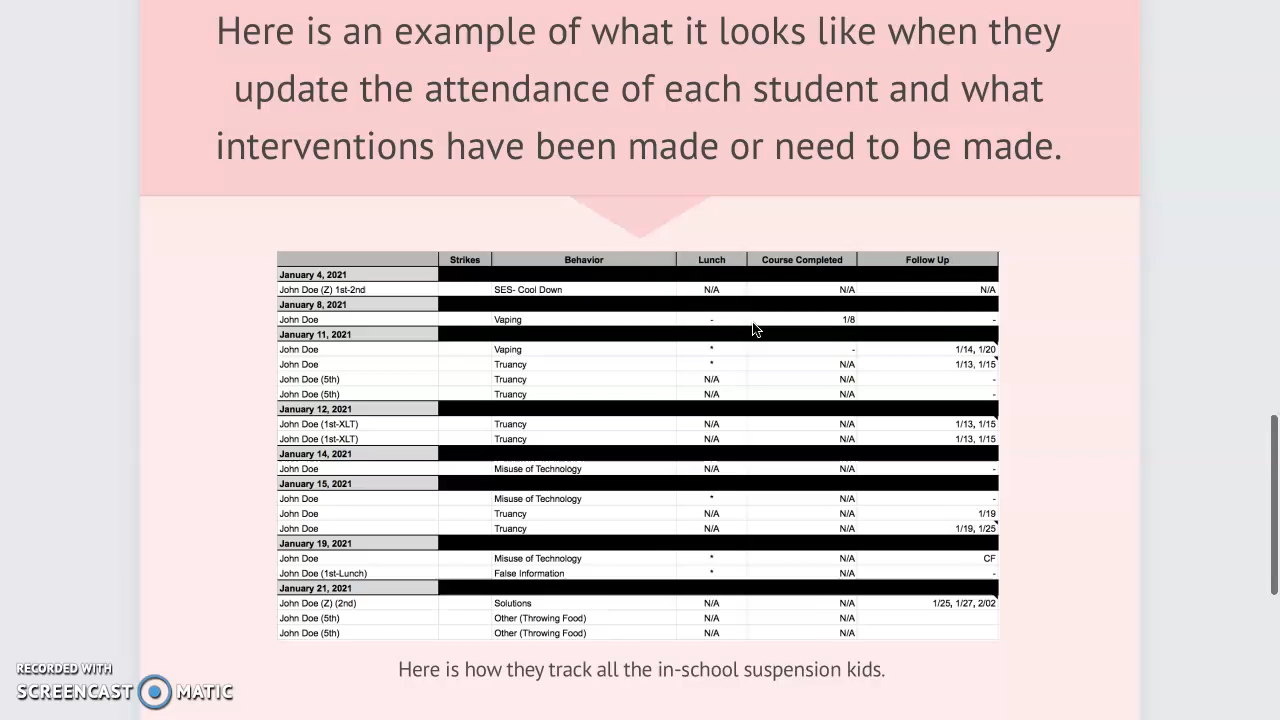 Here is an example of what it looks like when they
update the attendance of each student and what
interventions have been made or need to be made.
Strikes Behavior Lunch Course Completed Follow Up
January 4, 2021
John Doe (Z) 1st-2nd SES- Cool Down N/A N/A N/A
January 8, 2021
John Doe Vaping - 1/8 -
January 11, 2021
John Doe Vaping * - 1/14, 1/20
John Doe Truancy * N/A 1/13, 1/15
John Doe (5th) Truancy N/A N/A -
John Doe (5th) Truancy N/A N/A -
January 12, 2021
John Doe (1st-XLT) Truancy N/A N/A 1/13, 1/15
John Doe (1st-XLT) Truancy N/A N/A 1/13, 1/15
January 14, 2021
John Doe Misuse of Technology N/A N/A -
January 15, 2021
John Doe Misuse of Technology * N/A -
John Doe Truancy N/A N/A 1/19
John Doe Truancy N/A N/A 1/19, 1/25
January 19, 2021
John Doe Misuse of Technology * N/A CF
John Doe (1st-Lunch) False Information * N/A -
January 21, 2021
John Doe (Z) (2nd) Solutions N/A N/A 1/25, 1/27, 2/02
John Doe (5th) Other (Throwing Food) N/A N/A
John Doe (5th) Other (Throwing Food) N/A N/A
Here is how they track all the in-school suspension kids.
RECORDED WITH
SCREENCAST MATIC